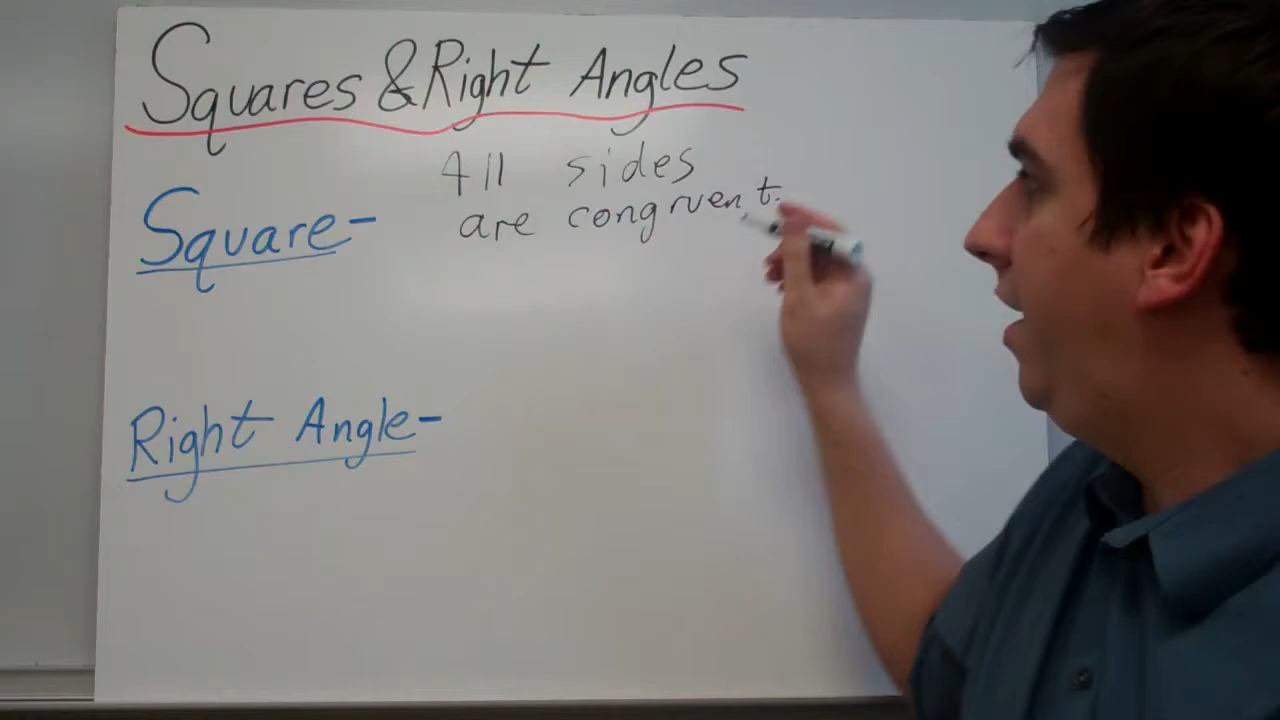 Squares & Right Angles
All sides
Square- are congruent.
Right Angle-